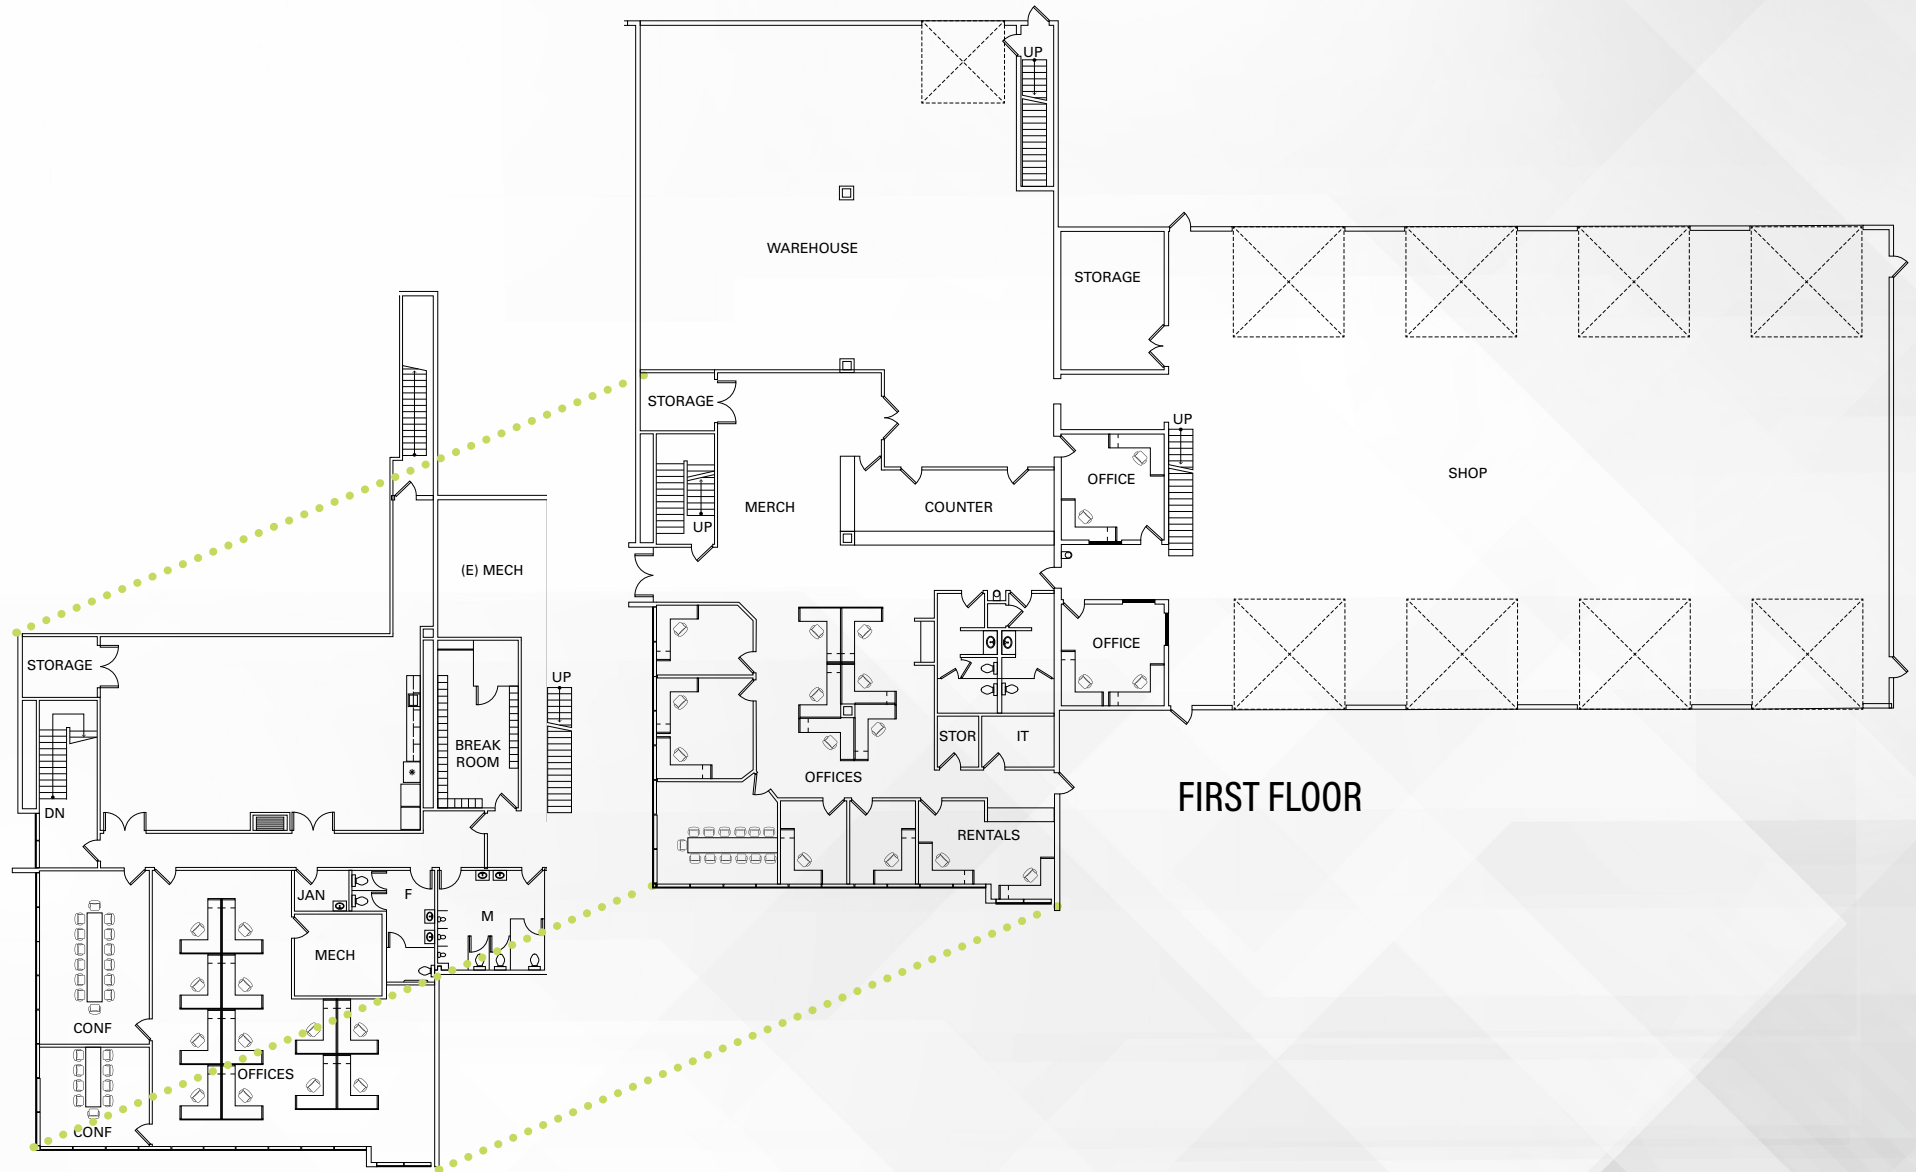 UP
WAREHOUSE
STORAGE
STORAGE
UP
OFFICE
SHOP
MERCH
COUNTER
UP
(E) MECH
OFFICE
STORAGE
UP
BREAK
ROOM
STOR
IT
OFFICES
FIRST FLOOR
DN
RENTALS
JAN
F
M
MECH
CONF
OFFICES
CONF